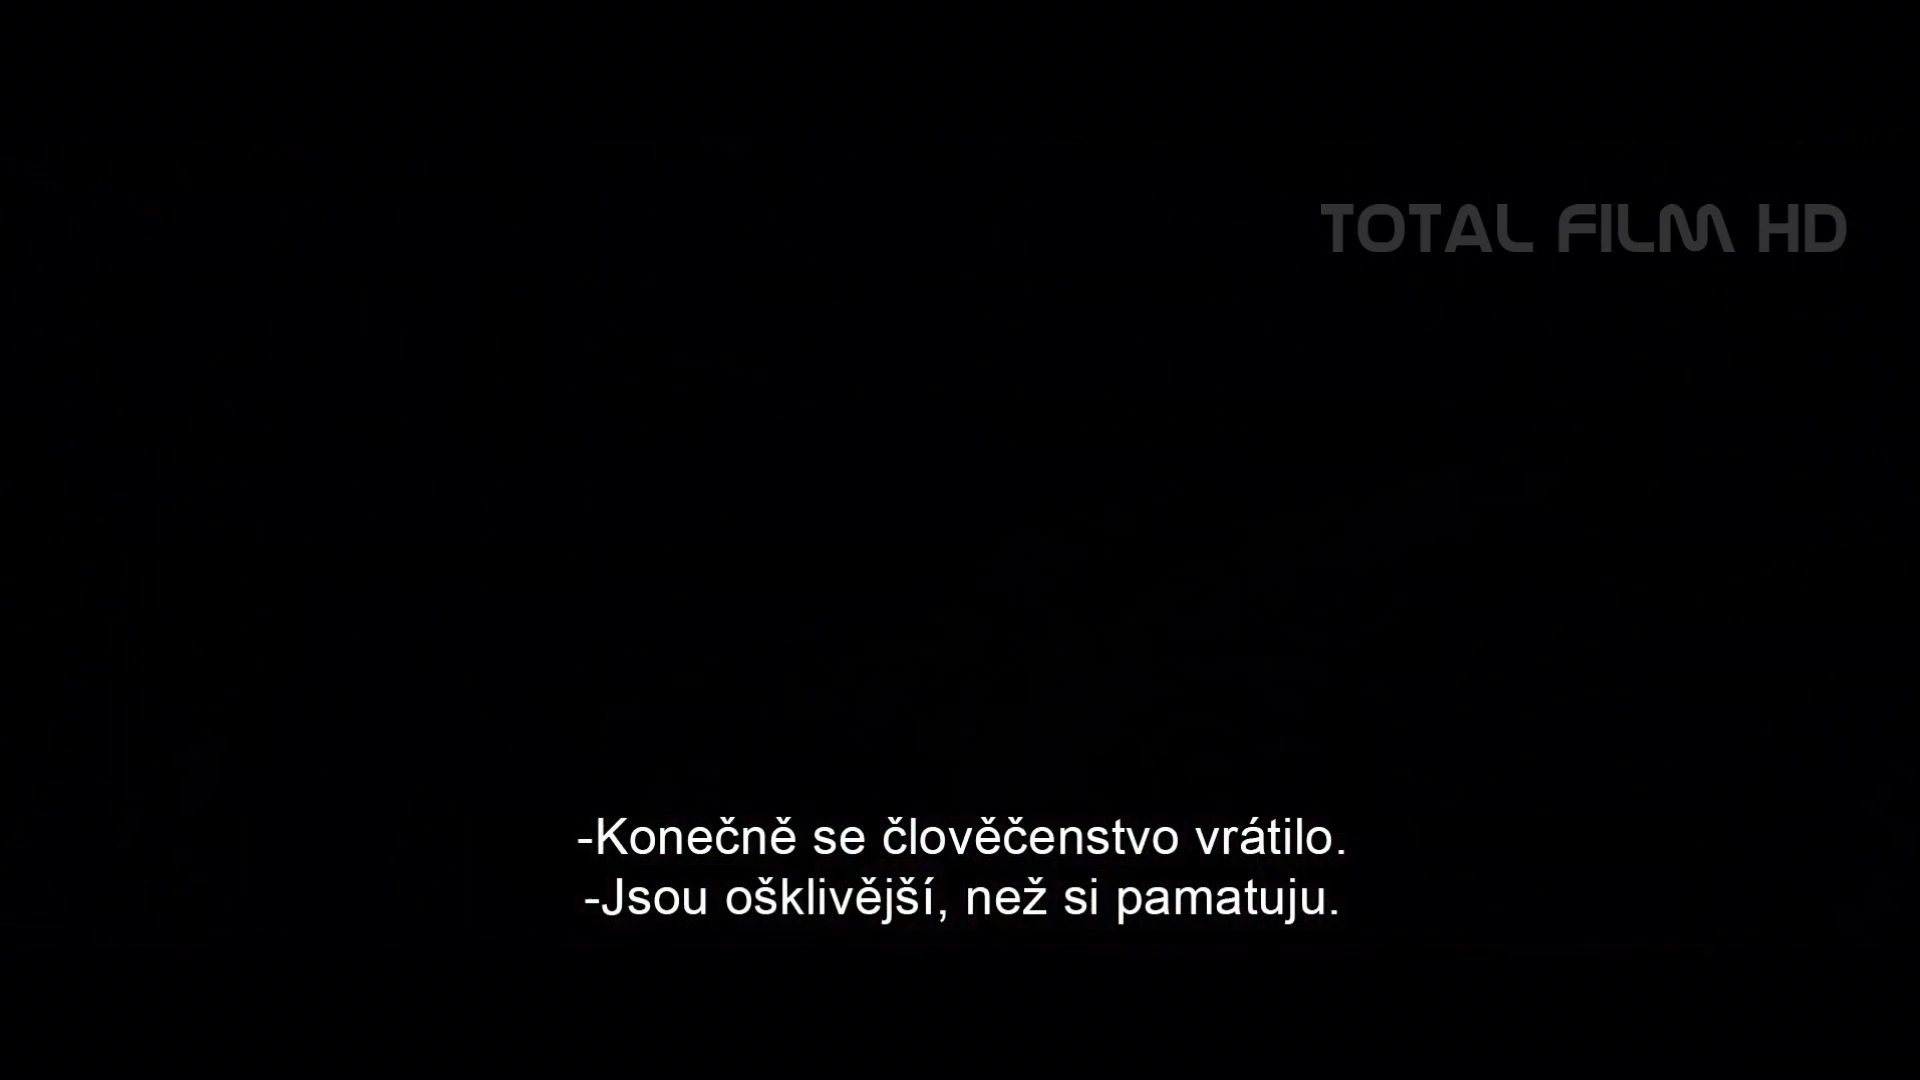 TOTAL FILM HD
-Konečně se člověčenstvo vrátilo.
-Jsou ošklivější, než si pamatuju.